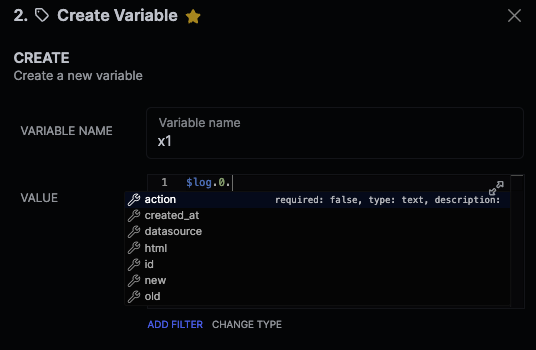 2. Create Variable
CREATE
Create a new variable
VARIABLE NAME
Variable name
x1
VALUE
1 $log.0.
action required: false, type: text, description:
created_at
datasource
html
id
new
old
ADD FILTER CHANGE TYPE